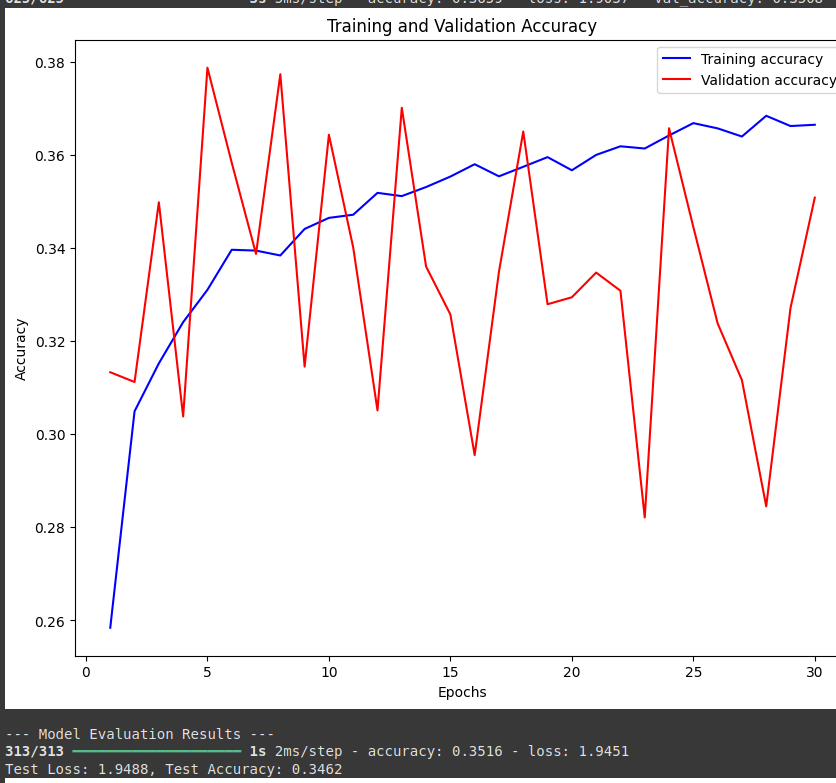 Training and Validation Accuracy
Training accuracy
Validation accuracy
0.38
0.36
0.34
0.32
0.30
0.28
0.26
Accuracy
0 5 10 15 20 25 30
Epochs
--- Model Evaluation Results ---
313/313 1s 2ms/step - accuracy: 0.3516 - loss: 1.9451
Test Loss: 1.9488, Test Accuracy: 0.3462